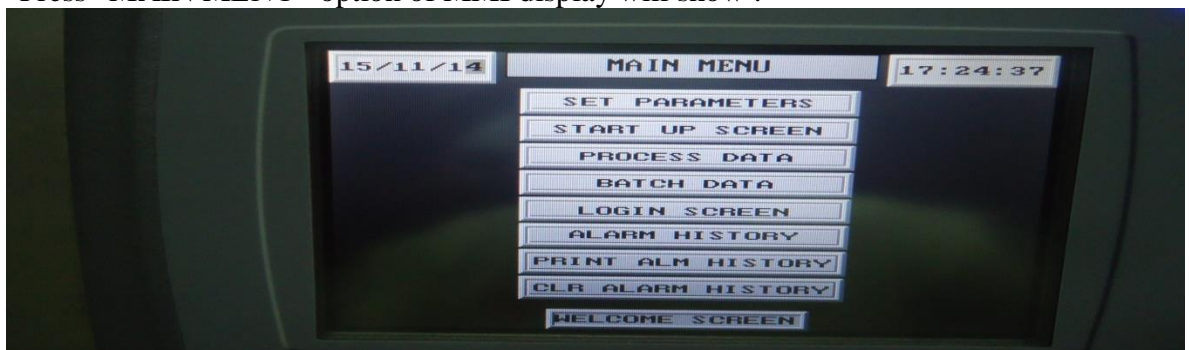 Press "MAIN MENU" option of MMI display will show :
15/11/14 MAIN MENU 17:24:37
SET PARAMETERS
START UP SCREEN
PROCESS DATA
BATCH DATA
LOGIN SCREEN
ALARM HISTORY
PRINT ALM HISTORY
CLR ALARM HISTORY
WELCOME SCREEN